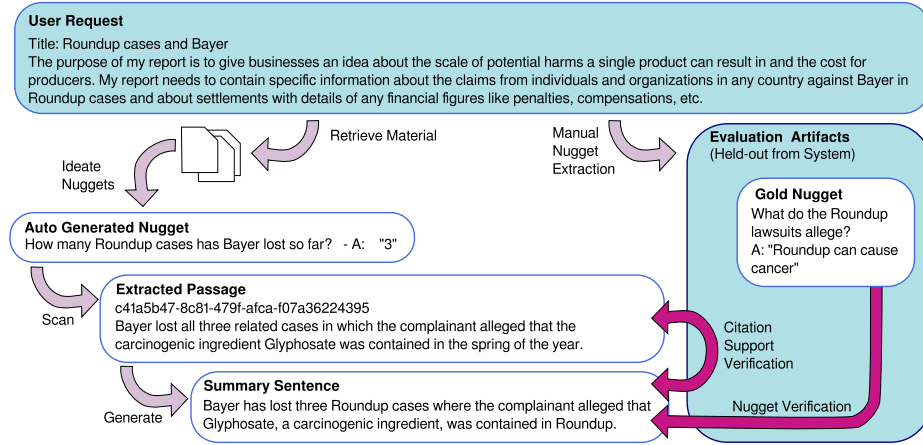 User Request
Title: Roundup cases and Bayer
The purpose of my report is to give businesses an idea about the scale of potential harms a single product can result in and the cost for
producers. My report needs to contain specific information about the claims from individuals and organizations in any country against Bayer in
Roundup cases and about settlements with details of any financial figures like penalties, compensations, etc.
Retrieve Material
Manual
Nugget
Extraction
Ideate
Nuggets
Evaluation Artifacts
(Held-out from System)
Gold Nugget
What do the Roundup
lawsuits allege?
A: "Roundup can cause
cancer"
Auto Generated Nugget
How many Roundup cases has Bayer lost so far? - A: "3"
Scan
Extracted Passage
c41a5b47-8c81-479f-afca-f07a36224395
Bayer lost all three related cases in which the complainant alleged that the
carcinogenic ingredient Glyphosate was contained in the spring of the year.
Citation
Support
Verification
Generate
Summary Sentence
Bayer has lost three Roundup cases where the complainant alleged that
Glyphosate, a carcinogenic ingredient, was contained in Roundup.
Nugget Verification